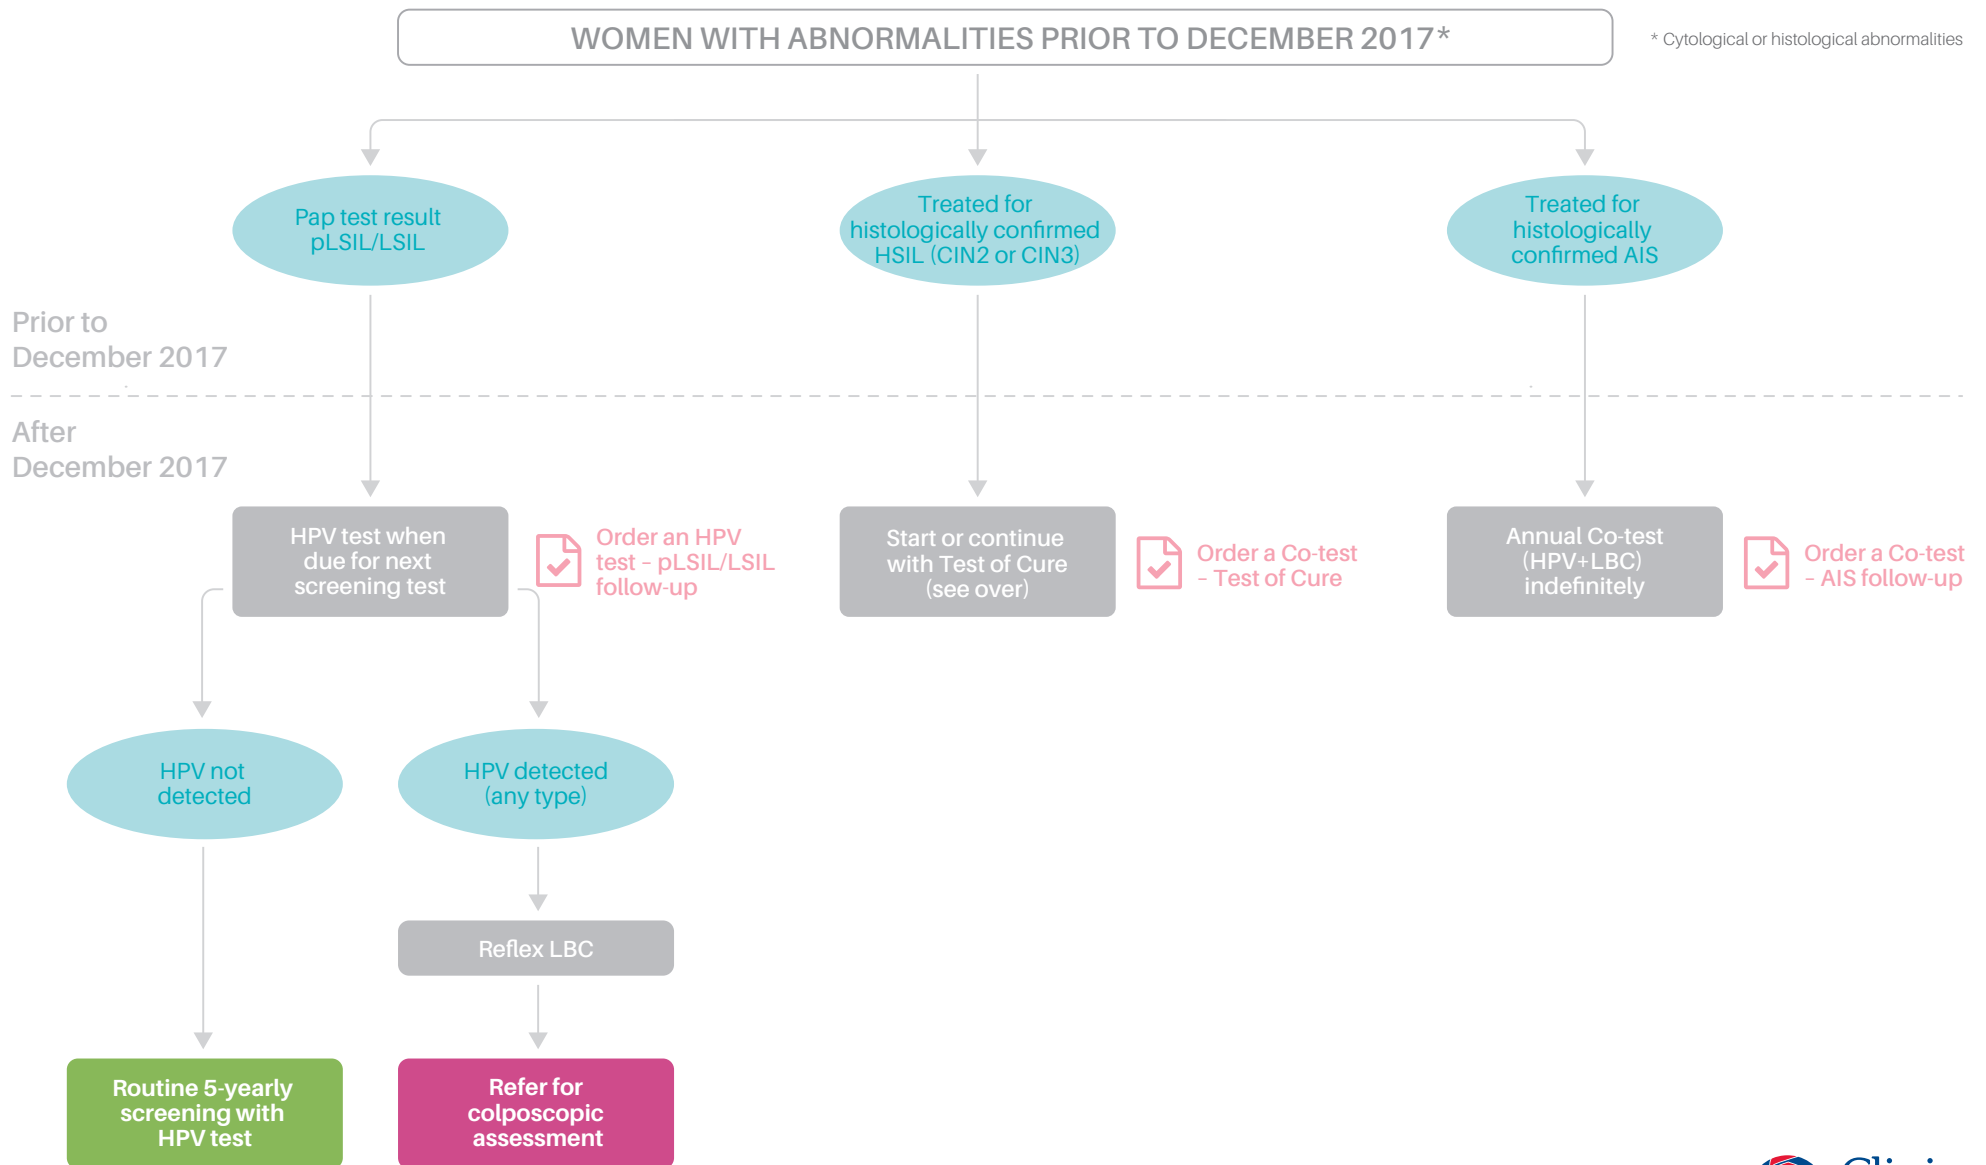 WOMEN WITH ABNORMALITIES PRIOR TO DECEMBER 2017*
* Cytological or histological abnormalities
Pap test result
pLSIL/LSIL
Treated for
histologically confirmed
HSIL (CIN2 or CIN3)
Treated for
histologically
confirmed AIS
Prior to
December 2017
After
December 2017
HPV test when
due for next
screening test
Order an HPV
test – pLSIL/LSIL
follow-up
Start or continue
with Test of Cure
(see over)
Order a Co-test
– Test of Cure
Annual Co-test
(HPV+LBC)
indefinitely
Order a Co-test
– AIS follow-up
HPV not
detected
HPV detected
(any type)
Reflex LBC
Routine 5-yearly
screening with
HPV test
Refer for
colposcopic
assessment